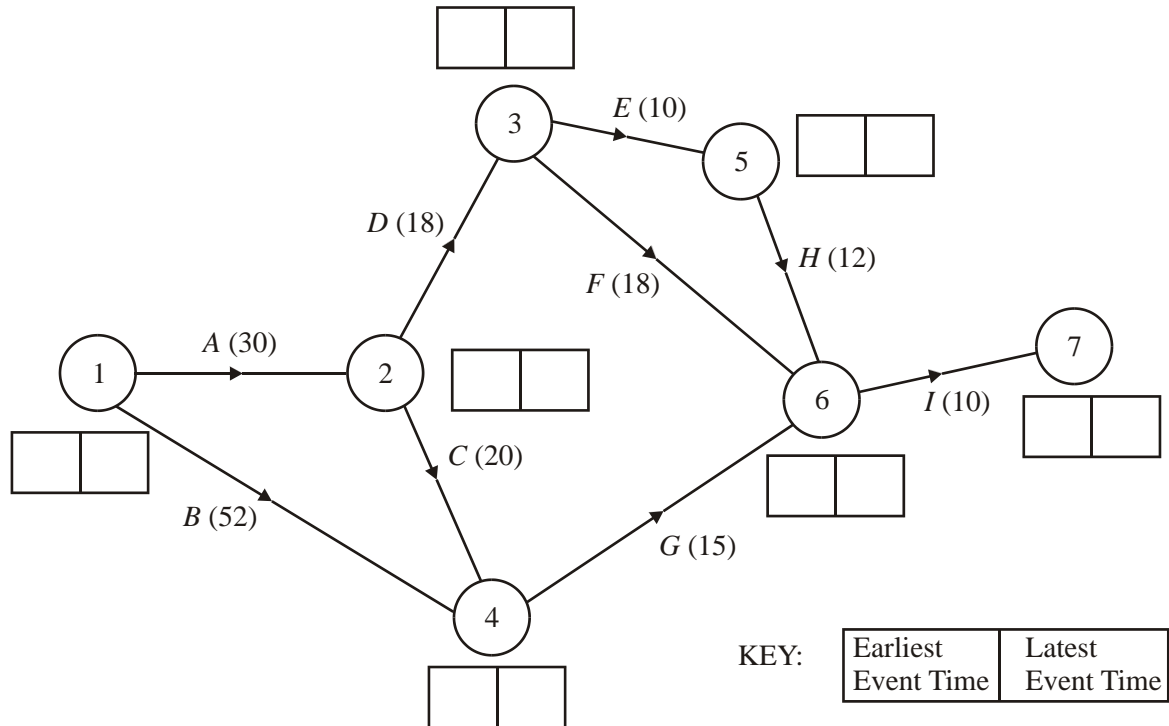 3
E (10)
5
D (18)
H (12)
F (18)
A (30)
7
1
2
6
I (10)
C (20)
B (52)
G (15)
4
KEY:
Earliest
Event Time
Latest
Event Time